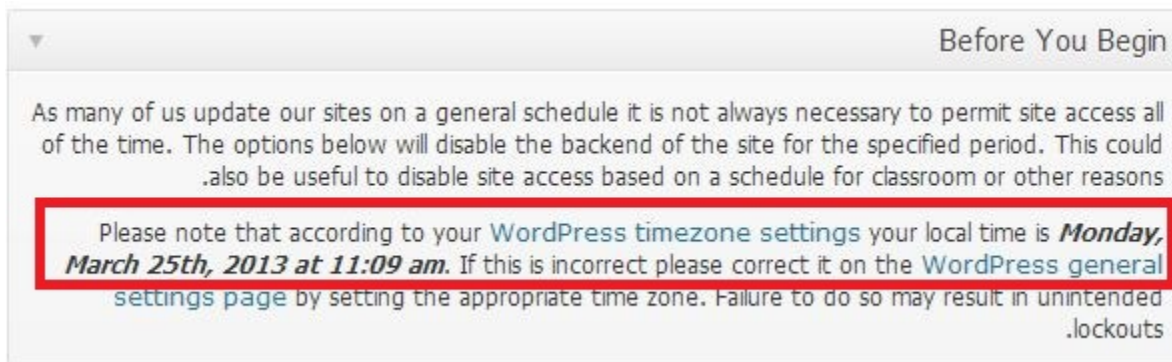 Before You Begin
As many of us update our sites on a general schedule it is not always necessary to permit site access all
of the time. The options below will disable the backend of the site for the specified period. This could
.also be useful to disable site access based on a schedule for classroom or other reasons
Please note that according to your WordPress timezone settings your local time is Monday,
March 25th, 2013 at 11:09 am. If this is incorrect please correct it on the WordPress general
settings page by setting the appropriate time zone. Failure to do so may result in unintended
.lockouts